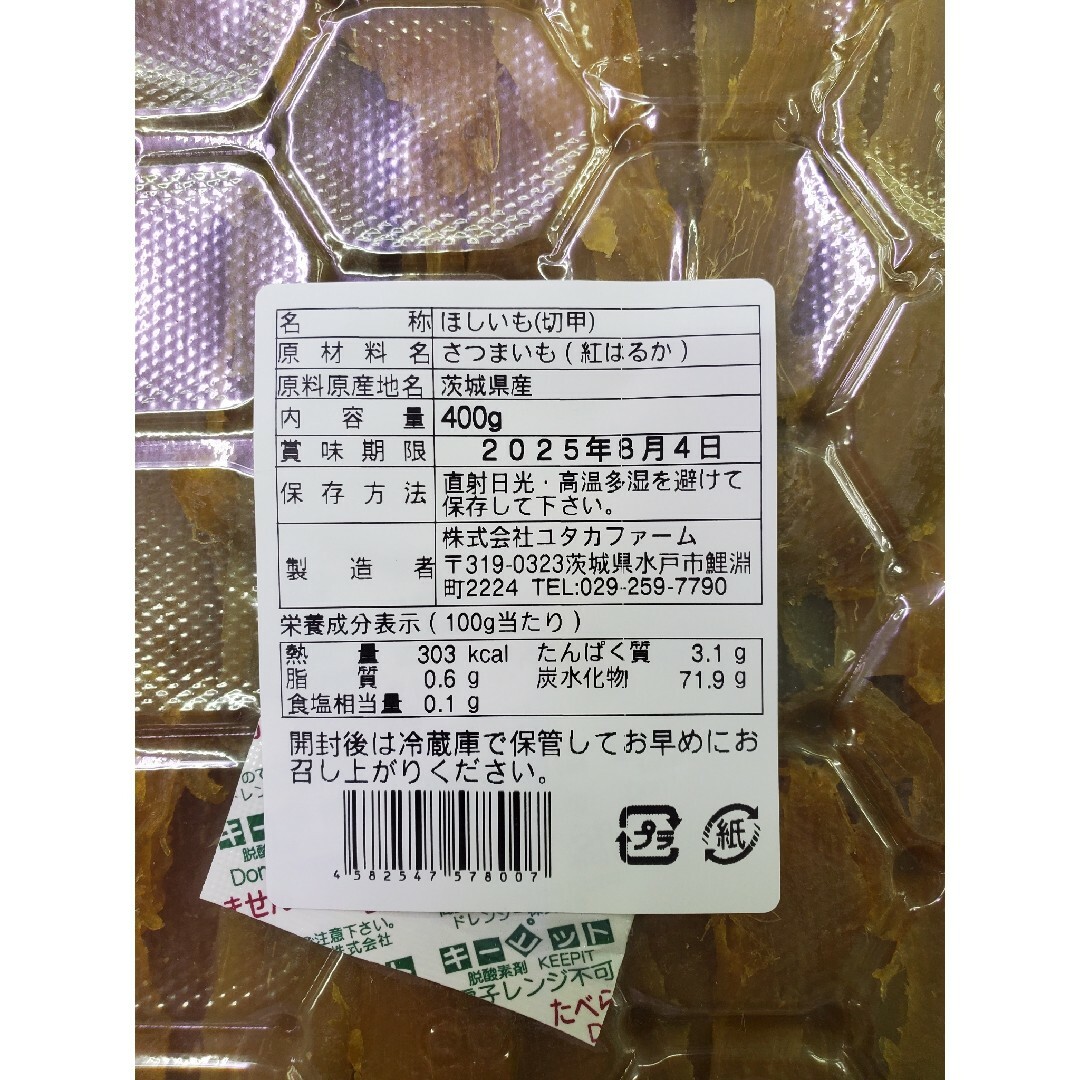 名称 ほしいも(切甲)
原材料名 さつまいも(紅はるか)
原料原産地名 茨城県産
内容量 400g
賞味期限 2025年8月4日
保存方法 直射日光・高温多湿を避けて
保存して下さい。
製造者 株式会社ユタカファーム
〒319-0323茨城県水戸市鯉淵
町2224 TEL:029-259-7790
栄養成分表示(100g当たり)
熱量 303 kcal たんぱく質 3.1 g
脂質 0.6 g 炭水化物 71.9 g
食塩相当量 0.1 g
開封後は冷蔵庫で保管してお早めにお
召し上がりください。
4582547578007
プラ
紙
注意下さい。
株式会社
キーピット
脱酸素剤 KEEPIT
電子レンジ不可